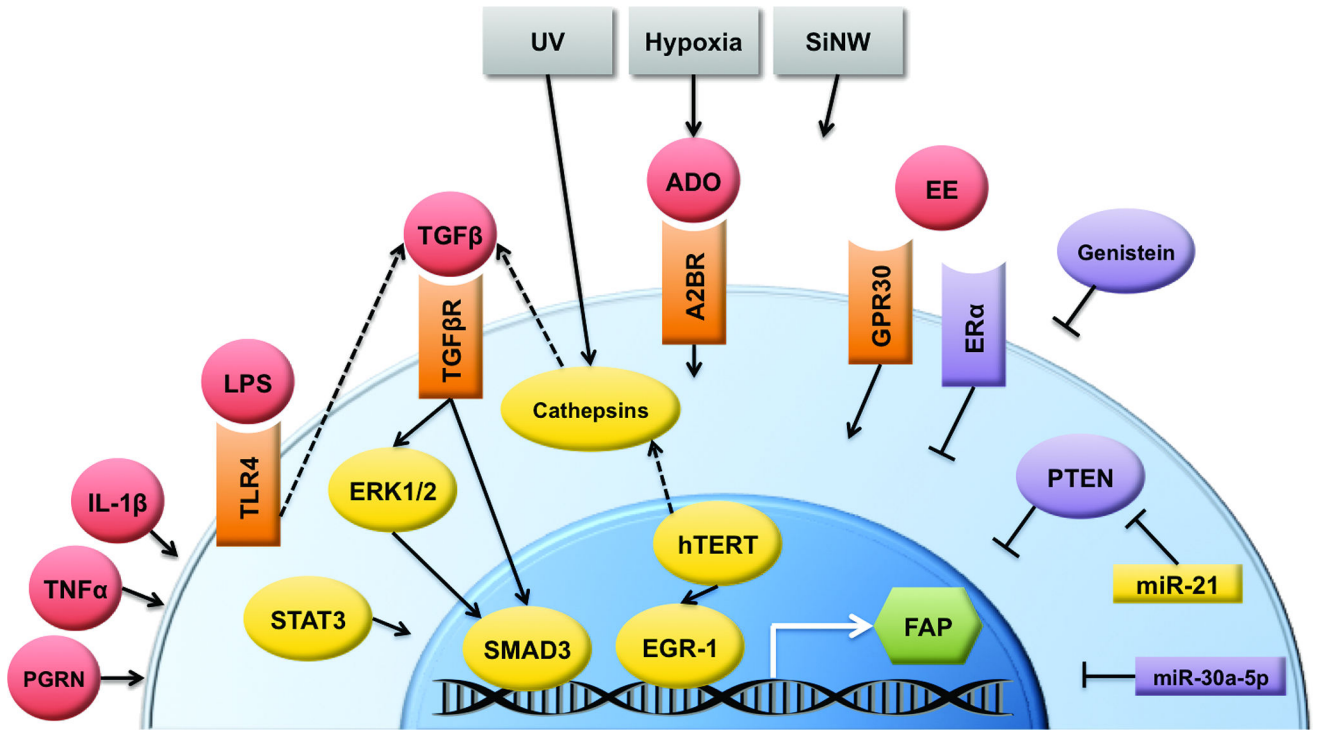 UV
Hypoxia
SiNW
ADO
EE
TGFβ
Genistein
A2BR
GPR30
ERα
TGFβR
LPS
Cathepsins
TLR4
ERK1/2
PTEN
IL-1β
hTERT
TNFα
miR-21
STAT3
FAP
SMAD3
EGR-1
PGRN
miR-30a-5p